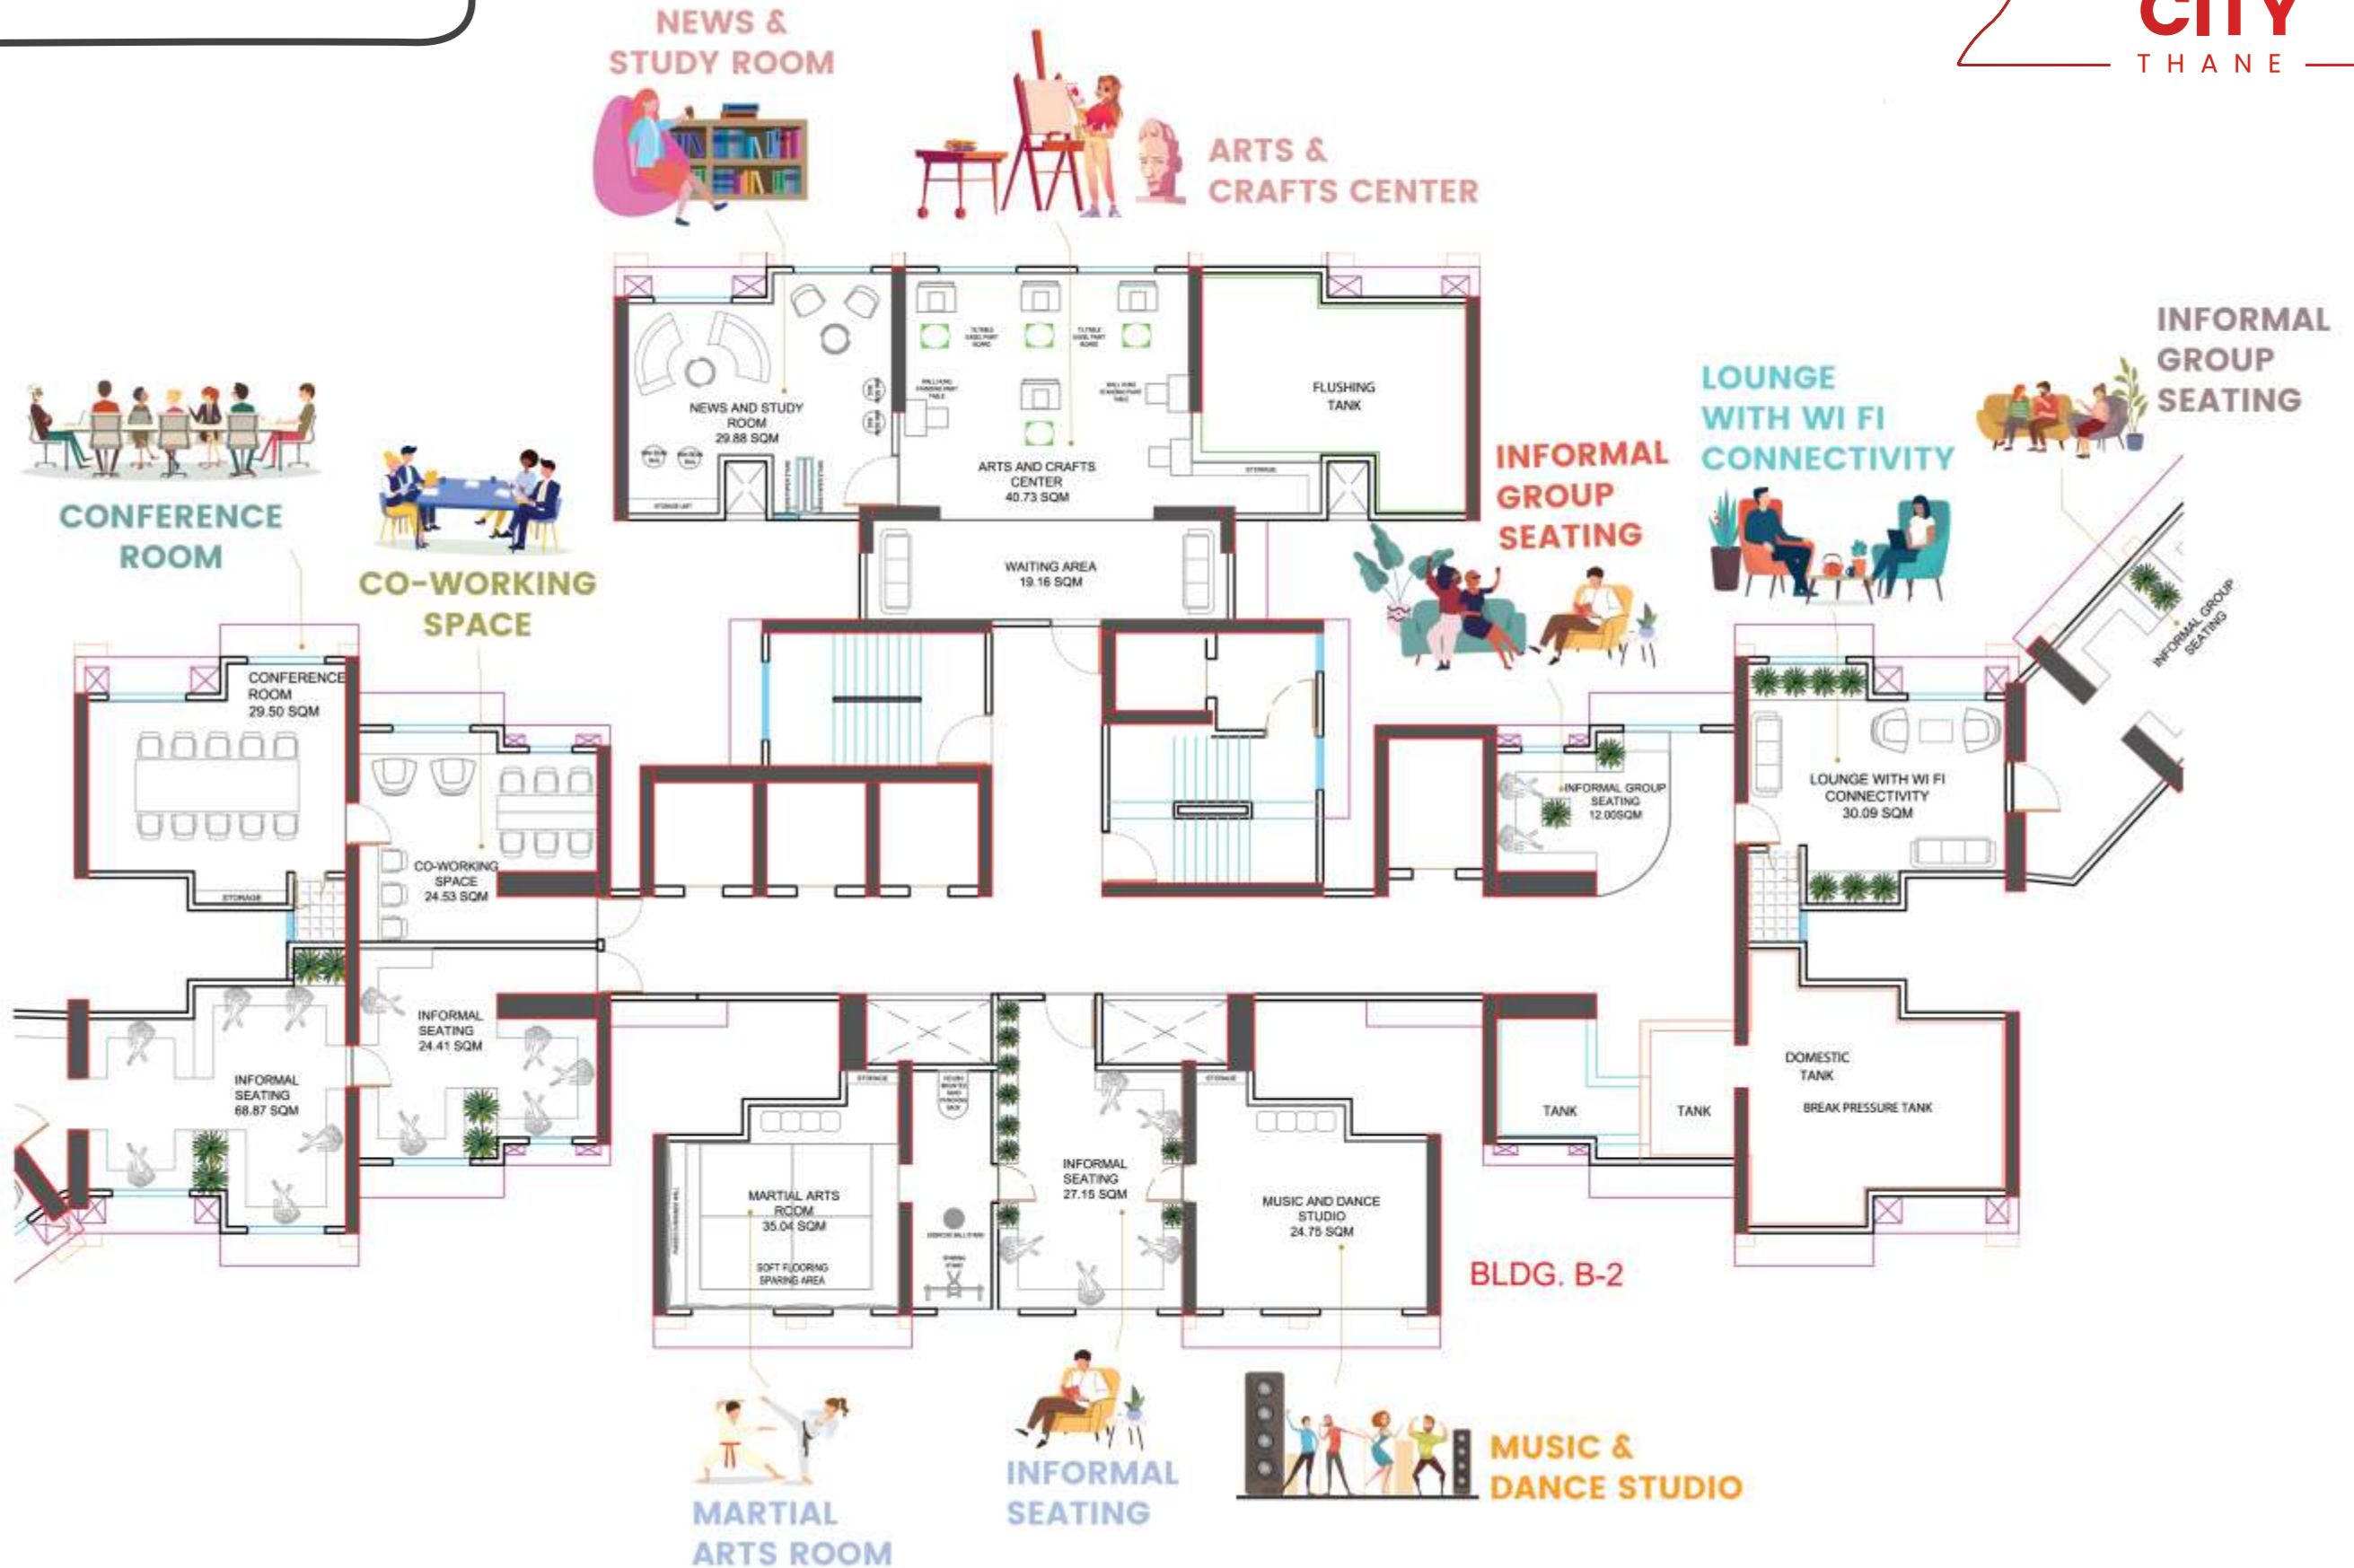 CITY
THANE
NEWS &
STUDY ROOM
ARTS &
CRAFTS CENTER
INFORMAL
GROUP
SEATING
LOUNGE
WITH WI FI
CONNECTIVITY
INFORMAL
GROUP
SEATING
CONFERENCE
ROOM
CO-WORKING
SPACE
NEWS AND STUDY
ROOM
29.88 SQM
STORAGE UNIT
ARTS AND CRAFTS
CENTER
40.73 SQM
FLUSHING
TANK
STORAGE
WAITING AREA
19.16 SQM
INFORMAL GROUP
SEATING
CONFERENCE
ROOM
29.50 SQM
STORAGE
CO-WORKING
SPACE
24.53 SQM
INFORMAL GROUP
SEATING
12.00SQM
LOUNGE WITH WI FI
CONNECTIVITY
30.09 SQM
INFORMAL
SEATING
24.41 SQM
INFORMAL
SEATING
68.87 SQM
STORAGE
MARTIAL ARTS
ROOM
35.04 SQM
SOFT FLOORING
SPARING AREA
INFORMAL
SEATING
27.15 SQM
STORAGE
MUSIC AND DANCE
STUDIO
24.75 SQM
TANK
TANK
DOMESTIC
TANK
BREAK PRESSURE TANK
BLDG. B-2
MARTIAL
ARTS ROOM
INFORMAL
SEATING
MUSIC &
DANCE STUDIO